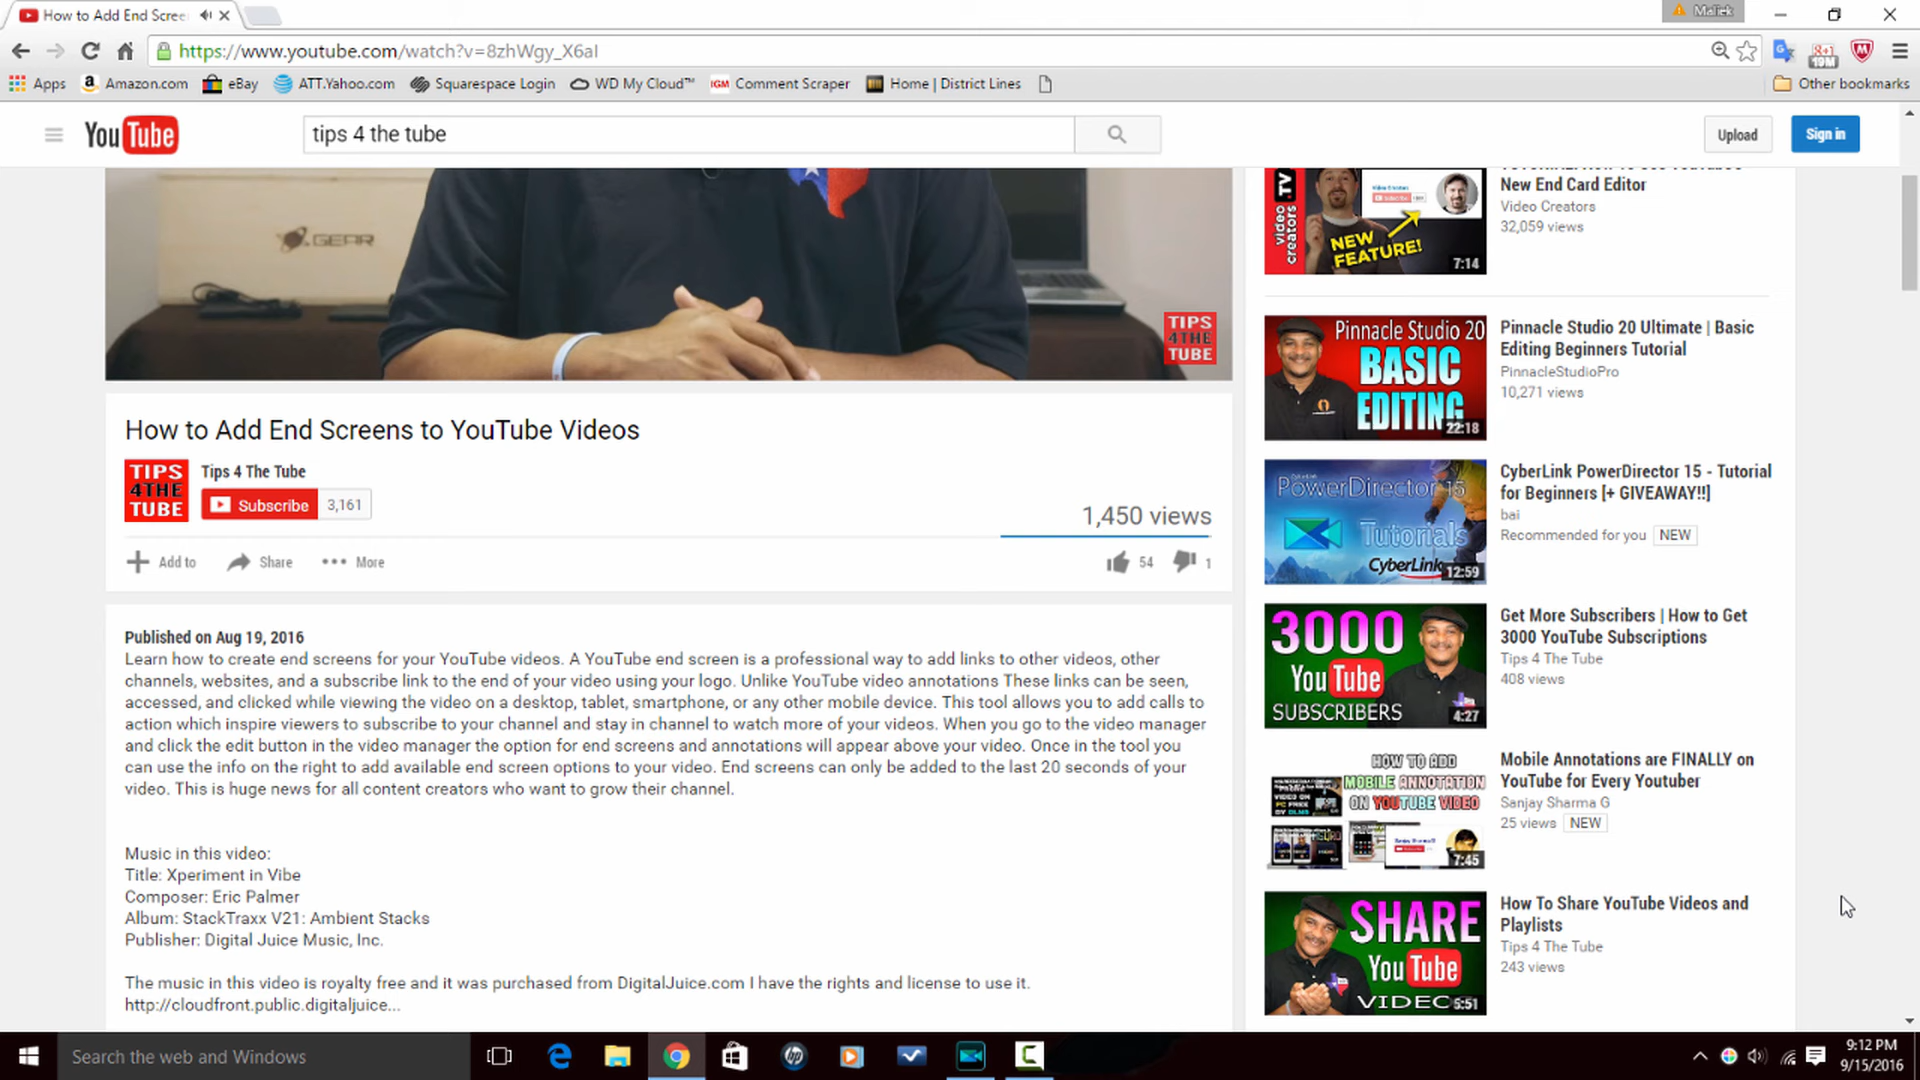 How to Add End Scree
Maliek
https://www.youtube.com/watch?v=8zhWgy_X6aI
8+1
19M
Apps
Amazon.com
eBay
ATT.Yahoo.com
Squarespace Login
WD My Cloud™
IGM Comment Scraper
Home | District Lines
Other bookmarks
YouTube
tips 4 the tube
Upload
Sign in
.GEAR
TIPS
4THE
TUBE
How to Add End Screens to YouTube Videos
TIPS
4THE
TUBE
Tips 4 The Tube
Subscribe 3,161
1,450 views
Add to
Share
More
54
1
Published on Aug 19, 2016
Learn how to create end screens for your YouTube videos. A YouTube end screen is a professional way to add links to other videos, other
channels, websites, and a subscribe link to the end of your video using your logo. Unlike YouTube video annotations These links can be seen,
accessed, and clicked while viewing the video on a desktop, tablet, smartphone, or any other mobile device. This tool allows you to add calls to
action which inspire viewers to subscribe to your channel and stay in channel to watch more of your videos. When you go to the video manager
and click the edit button in the video manager the option for end screens and annotations will appear above your video. Once in the tool you
can use the info on the right to add available end screen options to your video. End screens can only be added to the last 20 seconds of your
video. This is huge news for all content creators who want to grow their channel.
Music in this video:
Title: Xperiment in Vibe
Composer: Eric Palmer
Album: StackTraxx V21: Ambient Stacks
Publisher: Digital Juice Music, Inc.
The music in this video is royalty free and it was purchased from DigitalJuice.com I have the rights and license to use it.
http://cloudfront.public.digitaljuice...
video creators TV
NEW
FEATURE!
7:14
New End Card Editor
Video Creators
32,059 views
Pinnacle Studio 20
BASIC
EDITING
22:18
Pinnacle Studio 20 Ultimate | Basic
Editing Beginners Tutorial
PinnacleStudioPro
10,271 views
PowerDirector 15
Tutorials
CyberLink
12:59
CyberLink PowerDirector 15 - Tutorial
for Beginners [+ GIVEAWAY!!]
bai
Recommended for you NEW
3000
YouTube
SUBSCRIBERS
4:27
Get More Subscribers | How to Get
3000 YouTube Subscriptions
Tips 4 The Tube
408 views
HOW TO ADD
MOBILE ANNOTATION
ON YOUTUBE VIDEO
7:45
Mobile Annotations are FINALLY on
YouTube for Every Youtuber
Sanjay Sharma G
25 views NEW
SHARE
YouTube
VIDEO
5:51
How To Share YouTube Videos and
Playlists
Tips 4 The Tube
243 views
Search the web and Windows
9:12 PM
9/15/2016